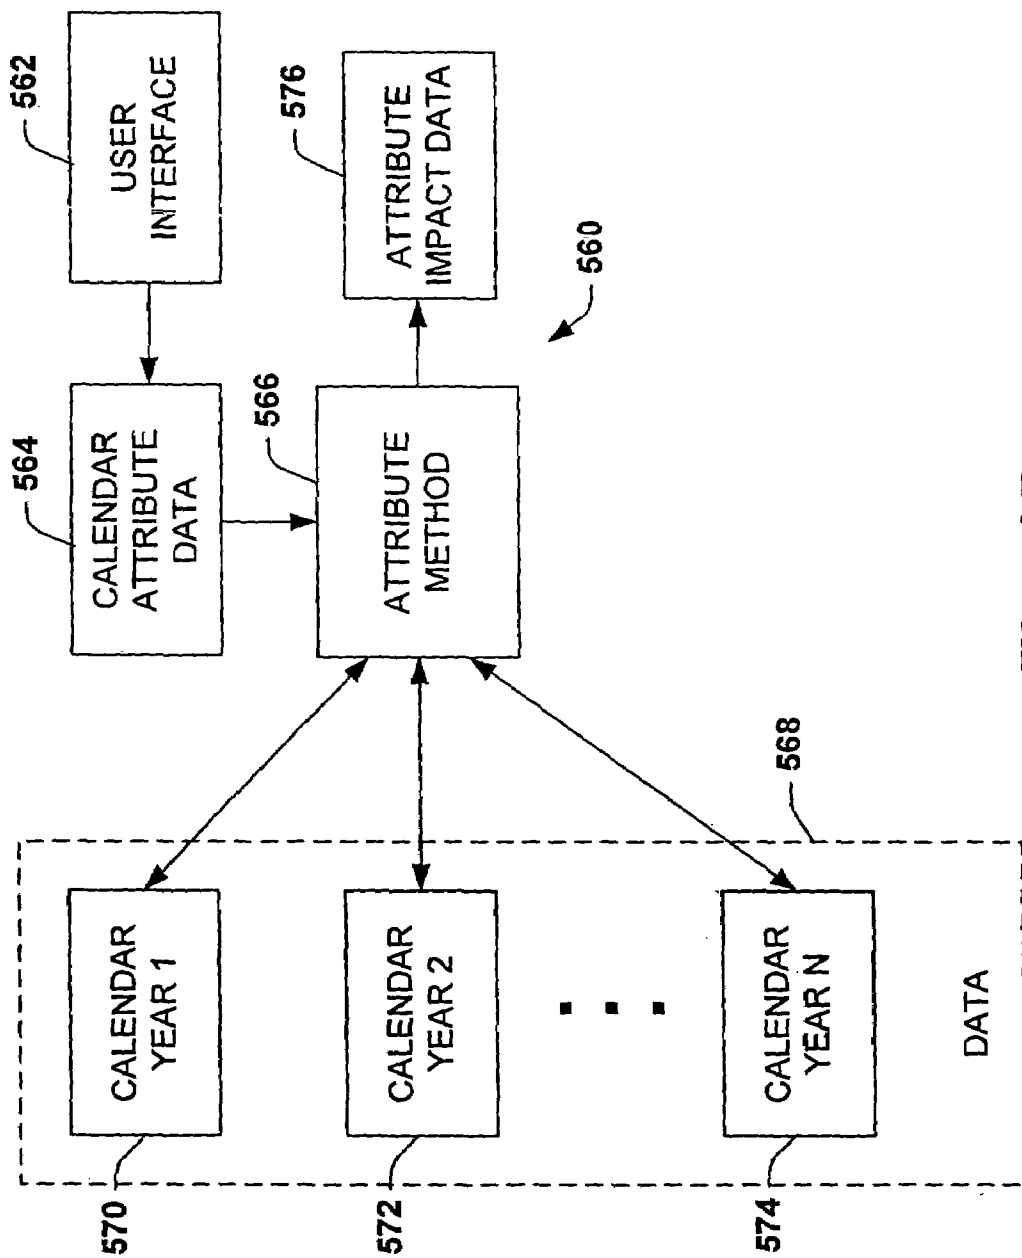 570
CALENDAR
YEAR 1
572
CALENDAR
YEAR 2
574
CALENDAR
YEAR N
DATA
568
564
CALENDAR
ATTRIBUTE
DATA
562
USER
INTERFACE
566
ATTRIBUTE
METHOD
576
ATTRIBUTE
IMPACT DATA
560